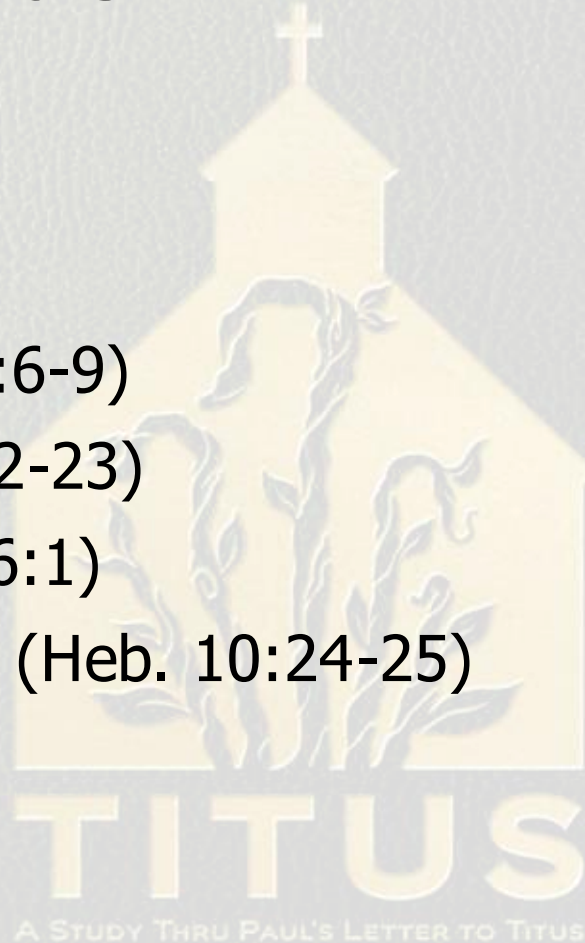 :6-9)
2-23)
6:1)
(Heb. 10:24-25)
TITUS
A STUDY THRU PAUL'S LETTER TO TITUS